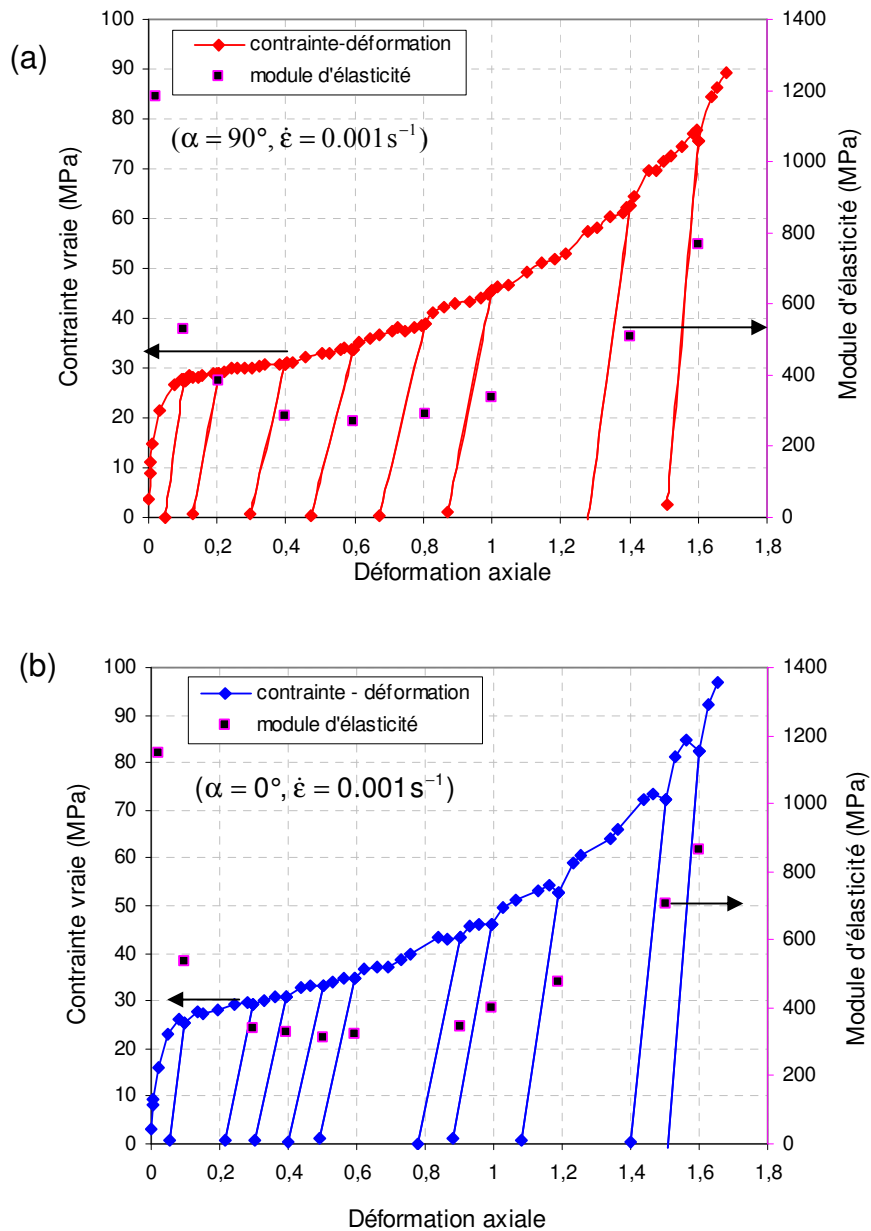 (a)
Contrainte vraie (MPa)
100
90
80
70
60
50
40
30
20
10
0
contrainte-déformation
module d'élasticité
(α = 90°, ε̇ = 0.001 s⁻¹)
1400
1200
1000
800
600
400
200
0
Module d'élasticité (MPa)
0 0,2 0,4 0,6 0,8 1 1,2 1,4 1,6 1,8
Déformation axiale
(b)
Contrainte vraie (MPa)
100
90
80
70
60
50
40
30
20
10
0
contrainte - déformation
module d'élasticité
(α = 0°, ε̇ = 0.001 s⁻¹)
1400
1200
1000
800
600
400
200
0
Module d'élasticité (MPa)
0 0,2 0,4 0,6 0,8 1 1,2 1,4 1,6 1,8
Déformation axiale